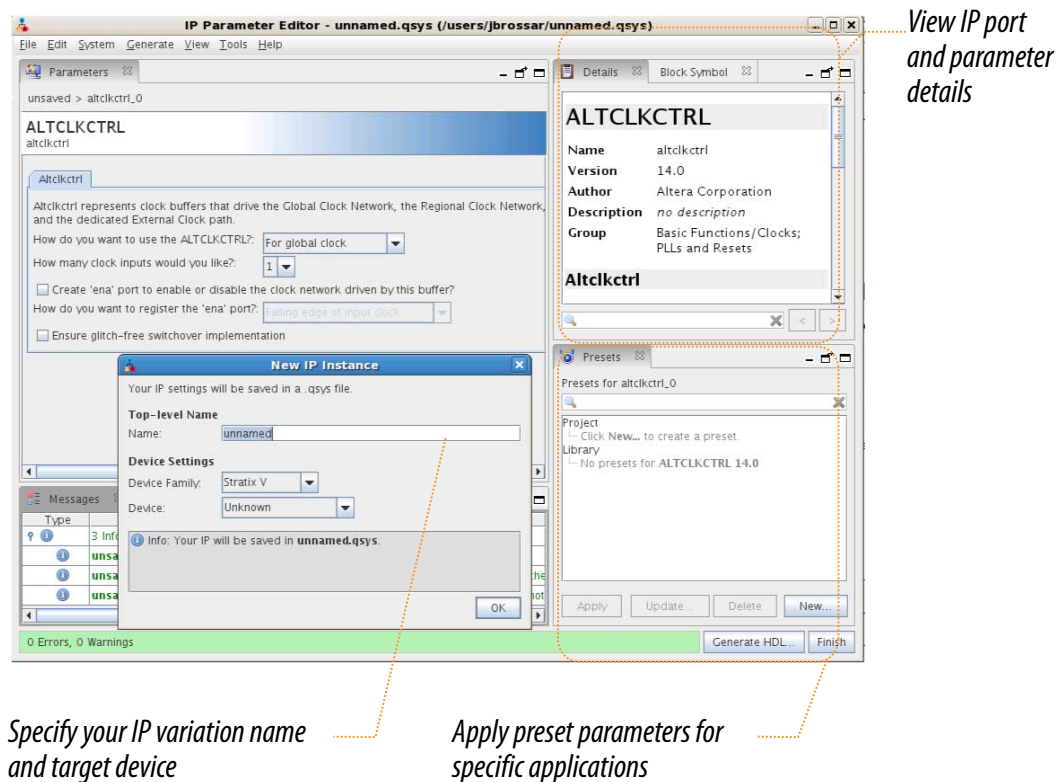 IP Parameter Editor - unnamed.qsys (/users/jbrossar/unnamed.qsys)
File Edit System Generate View Tools Help
Parameters
unsaved > altclkctrl_0
ALTCLKCTRL
altclkctrl
Altclkctrl
Altclkctrl represents clock buffers that drive the Global Clock Network, the Regional Clock Network,
and the dedicated External Clock path.
How do you want to use the ALTCLKCTRL?: For global clock
How many clock inputs would you like?: 1
Create 'ena' port to enable or disable the clock network driven by this buffer?
How do you want to register the 'ena' port?: Falling edge of input clock
Ensure glitch-free switchover implementation
Details Block Symbol
ALTCLKCTRL
Name altclkctrl
Version 14.0
Author Altera Corporation
Description no description
Group Basic Functions/Clocks;
PLLs and Resets
Altclkctrl
< >
View IP port
and parameter
details
New IP Instance
Your IP settings will be saved in a .qsys file.
Top-level Name
Name: unnamed
Device Settings
Device Family: Stratix V
Device: Unknown
Info: Your IP will be saved in unnamed.qsys.
OK
Presets
Presets for altclkctrl_0
Project
Click New... to create a preset.
Library
No presets for ALTCLKCTRL 14.0
Apply Update... Delete New...
Messages
Type
3 Info
unsa
unsa the
unsa not
0 Errors, 0 Warnings
Generate HDL... Finish
Specify your IP variation name
and target device
Apply preset parameters for
specific applications